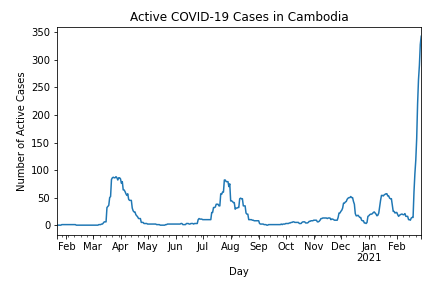 Active COVID-19 Cases in Cambodia
350
300
250
200
150
100
50
0
Number of Active Cases
Feb Mar Apr May Jun Jul Aug Sep Oct Nov Dec Jan Feb
2021
Day